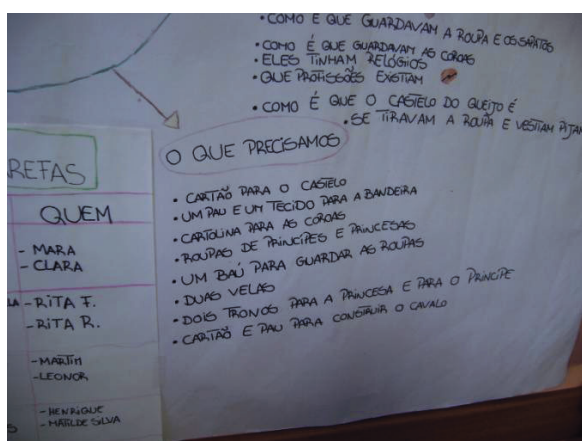 • COMO É QUE GUARDAVAM A ROUPA E OS SAPATOS
• COMO É QUE GUARDAVAM AS COROAS
• ELES TINHAM RELÓGIOS
• QUE PROFISSÕES EXISTIAM
• COMO É QUE O CASTELO DO QUEIJO É
• SE TIRAVAM A ROUPA E VESTIAM PIJAM
O QUE PRECISAMOS
• CARTÃO PARA O CASTELO
• UM PAU E UM TECIDO PARA A BANDEIRA
• CARTOLINA PARA AS COROAS
• ROUPAS DE PRINCIPES E PRINCESAS
• UM BAÚ PARA GUARDAR AS ROUPAS
• DUAS VELAS
• DOIS TRONOS PARA A PRINCESA E PARA O PRINCIPE
• CARTÃO E PAU PARA CONSTRUIR O CAVALO
REFAS
QUEM
- MARA
- CLARA
- RITA F.
- RITA R.
- MARTIM
- LEONOR
- HENRIQUE
- MATILDE SILVA